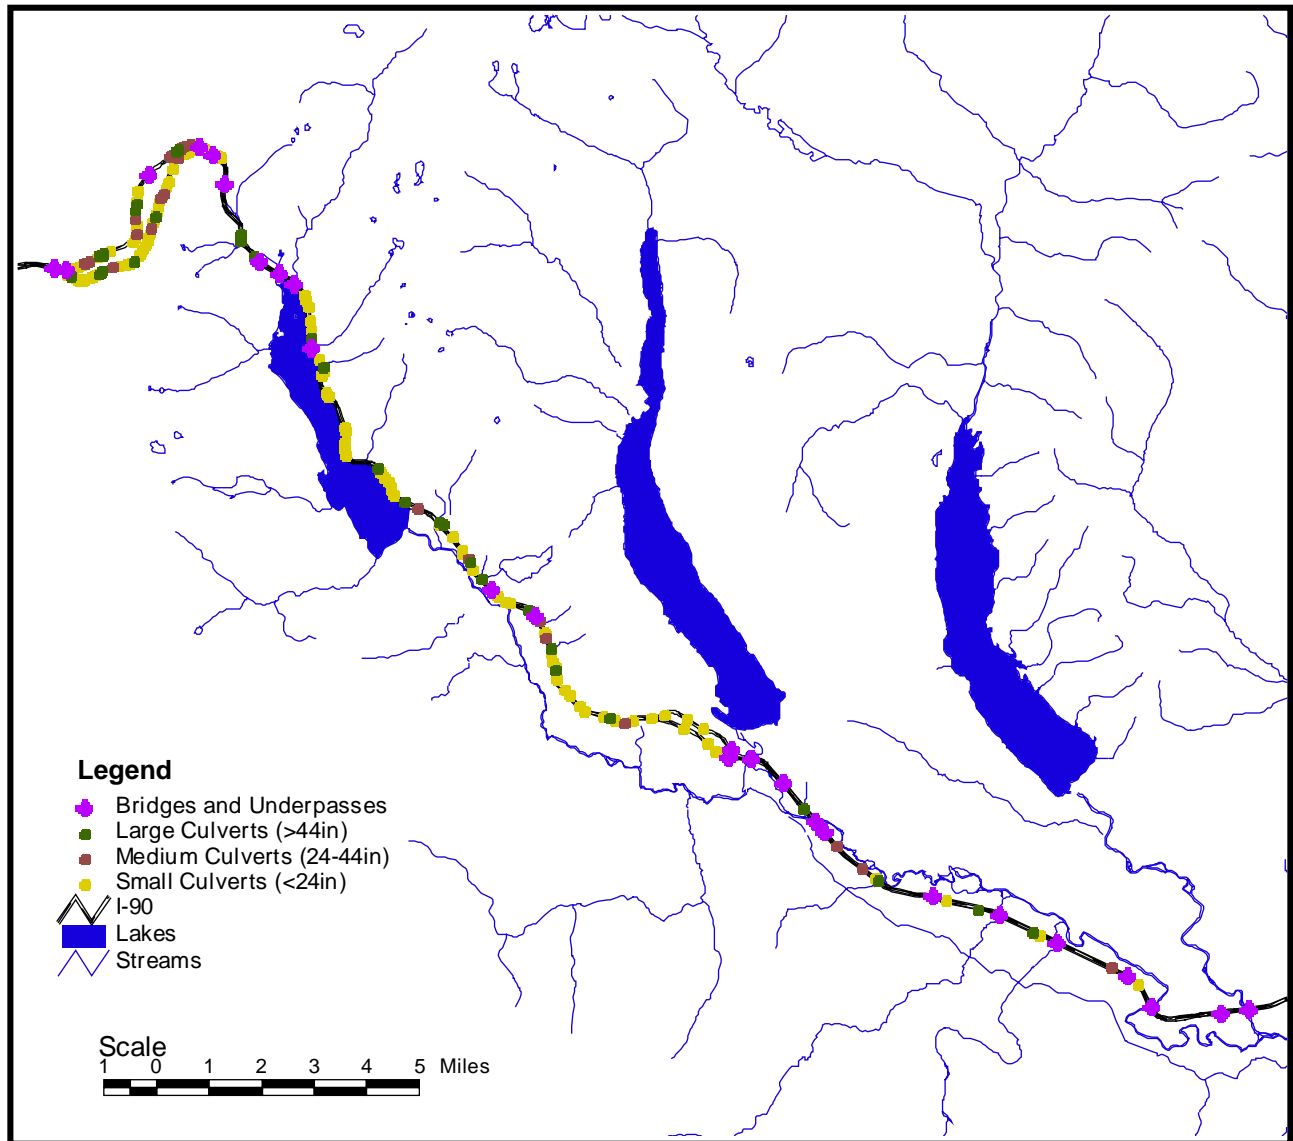 Legend
Bridges and Underpasses
Large Culverts (>44in)
Medium Culverts (24-44in)
Small Culverts (<24in)
I-90
Lakes
Streams
Scale
1 0 1 2 3 4 5 Miles